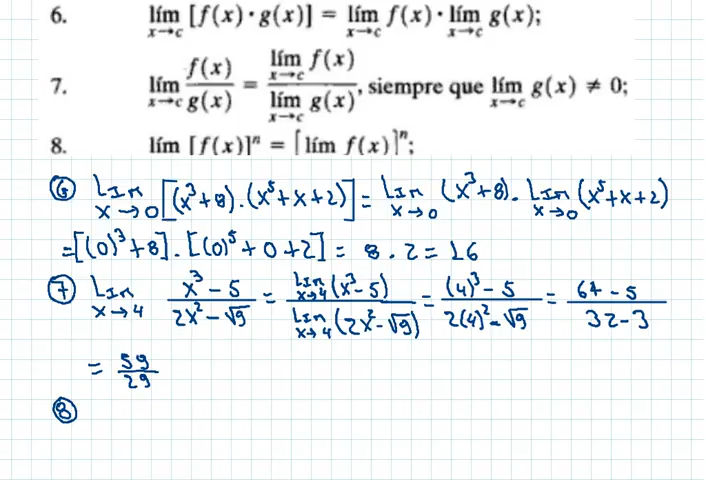 6. lím x→c [f(x) · g(x)] = lím x→c f(x) · lím x→c g(x);
7. lím x→c f(x)/g(x) = lím x→c f(x) / lím x→c g(x), siempre que lím x→c g(x) ≠ 0;
8. lím [f(x)]ⁿ = [lím f(x)]ⁿ;
⑥ Lim x→0 [(x³+8).(x⁵+x+2)] = Lim x→0 (x³+8) . Lim x→0 (x⁵+x+2)
=[(0)³+8].[(0)⁵+0+2] = 8.2=16
⑦ Lim x→4 x³-5 / 2x²-√9 = Lim x→4 (x³-5) / Lim x→4 (2x²-√9) = (4)³-5 / 2(4)²-√9 = 64-5 / 32-3
= 59/29
⑧